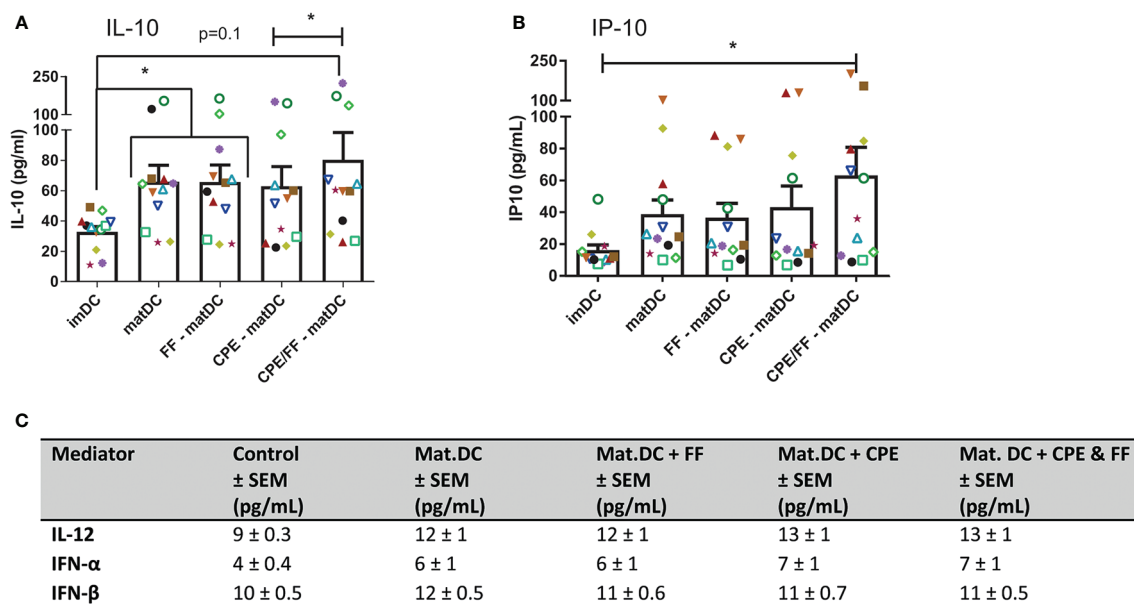 A
IL-10
p=0.1
*
*
IL-10 (pg/ml)
250
100
80
60
40
20
0
imDC
matDC
FF - matDC
CPE - matDC
CPE/FF - matDC
B
IP-10
*
IP10 (pg/mL)
250
100
80
60
40
20
0
imDC
matDC
FF - matDC
CPE - matDC
CPE/FF - matDC
C
Mediator Control Mat.DC Mat.DC + FF Mat.DC + CPE Mat. DC + CPE & FF
± SEM ± SEM ± SEM ± SEM ± SEM
(pg/mL) (pg/mL) (pg/mL) (pg/mL) (pg/mL)
IL-12 9 ± 0.3 12 ± 1 12 ± 1 13 ± 1 13 ± 1
IFN-α 4 ± 0.4 6 ± 1 6 ± 1 7 ± 1 7 ± 1
IFN-β 10 ± 0.5 12 ± 0.5 11 ± 0.6 11 ± 0.7 11 ± 0.5